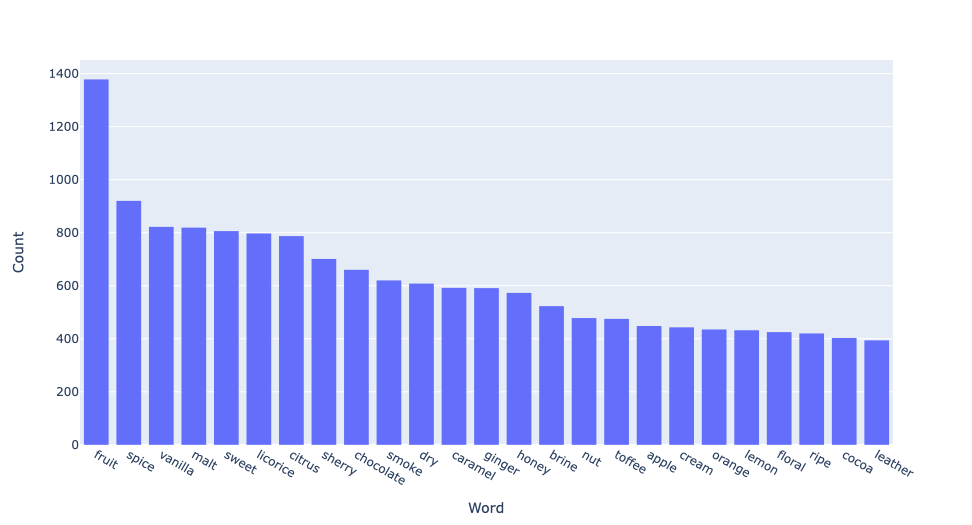 1400
1200
1000
800
600
400
200
0
Count
fruit
spice
vanilla
malt
sweet
licorice
citrus
sherry
chocolate
smoke
dry
caramel
ginger
honey
brine
nut
toffee
apple
cream
orange
lemon
floral
ripe
cocoa
leather
Word